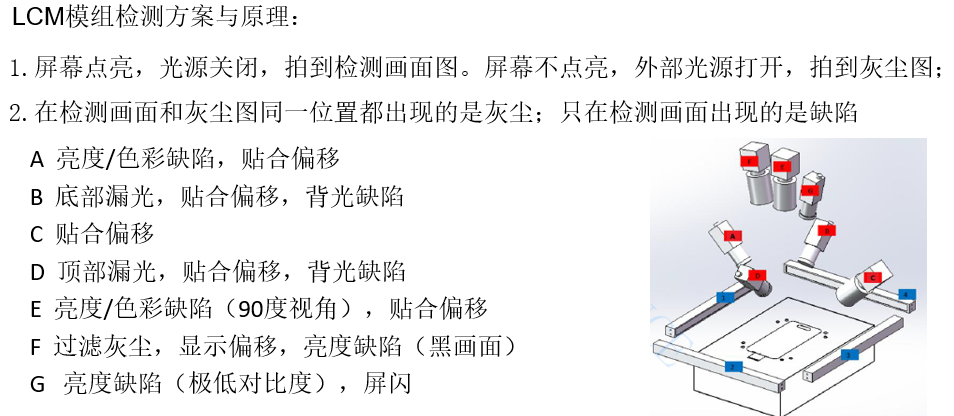 LCM模组检测方案与原理：
1. 屏幕点亮，光源关闭，拍到检测画面图。屏幕不点亮，外部光源打开，拍到灰尘图；
2. 在检测画面和灰尘图同一位置都出现的是灰尘；只在检测画面出现的是缺陷
A 亮度/色彩缺陷，贴合偏移
B 底部漏光，贴合偏移，背光缺陷
C 贴合偏移
D 顶部漏光，贴合偏移，背光缺陷
E 亮度/色彩缺陷（90度视角），贴合偏移
F 过滤灰尘，显示偏移，亮度缺陷（黑画面）
G 亮度缺陷（极低对比度），屏闪
A
D
C
1
4
2
3